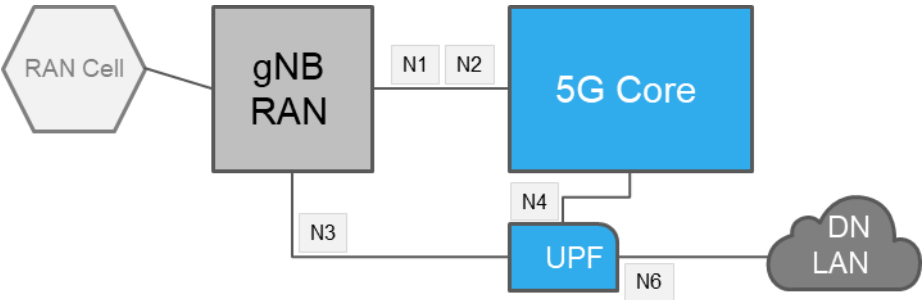 RAN Cell
gNB
RAN
N1
N2
5G Core
N4
N3
UPF
N6
DN
LAN